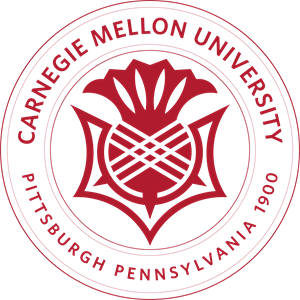 CARNEGIE MELLON UNIVERSITY
PITTSBURGH PENNSYLVANIA 1900